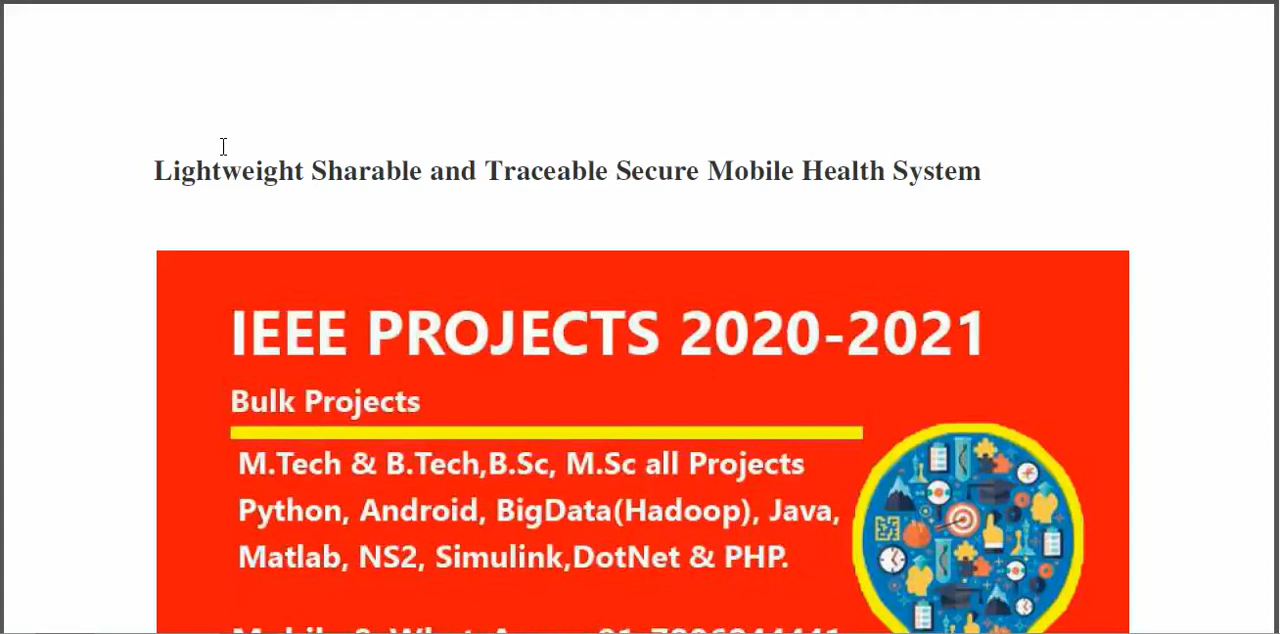 Lightweight Sharable and Traceable Secure Mobile Health System
IEEE PROJECTS 2020-2021
Bulk Projects
M.Tech & B.Tech,B.Sc, M.Sc all Projects
Python, Android, BigData(Hadoop), Java,
Matlab, NS2, Simulink,DotNet & PHP.